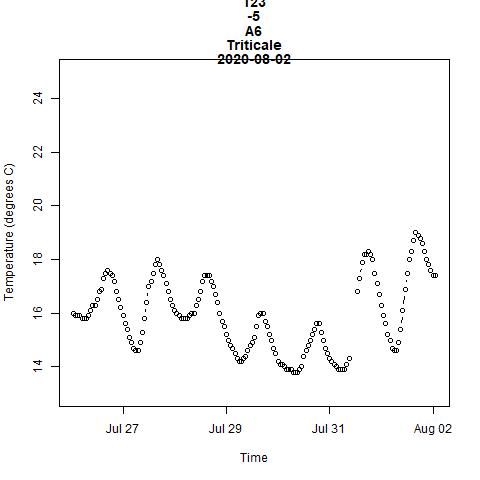 123
-5
A6
Triticale
2020-08-02
24
22
20
18
16
14
Temperature (degrees C)
Jul 27
Jul 29
Jul 31
Aug 02
Time